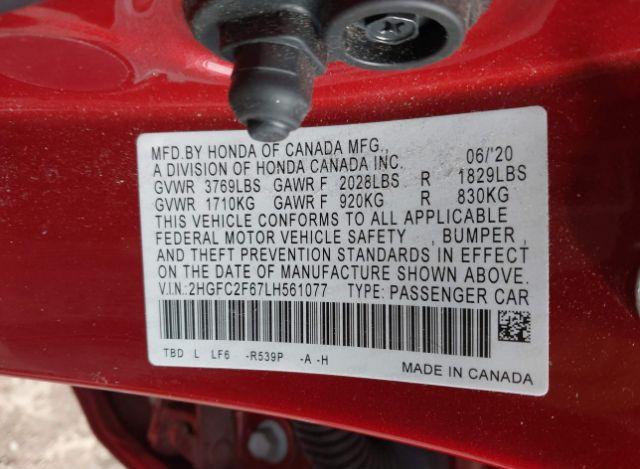 MFD.BY HONDA OF CANADA MFG., 06/'20
A DIVISION OF HONDA CANADA INC.
GVWR 3769LBS GAWR F 2028LBS R 1829LBS
GVWR 1710KG GAWR F 920KG R 830KG
THIS VEHICLE CONFORMS TO ALL APPLICABLE
FEDERAL MOTOR VEHICLE SAFETY , BUMPER,
AND THEFT PREVENTION STANDARDS IN EFFECT
ON THE DATE OF MANUFACTURE SHOWN ABOVE.
V.I.N.:2HGFC2F67LH561077 TYPE: PASSENGER CAR
TBD L LF6 -R539P -A -H
MADE IN CANADA